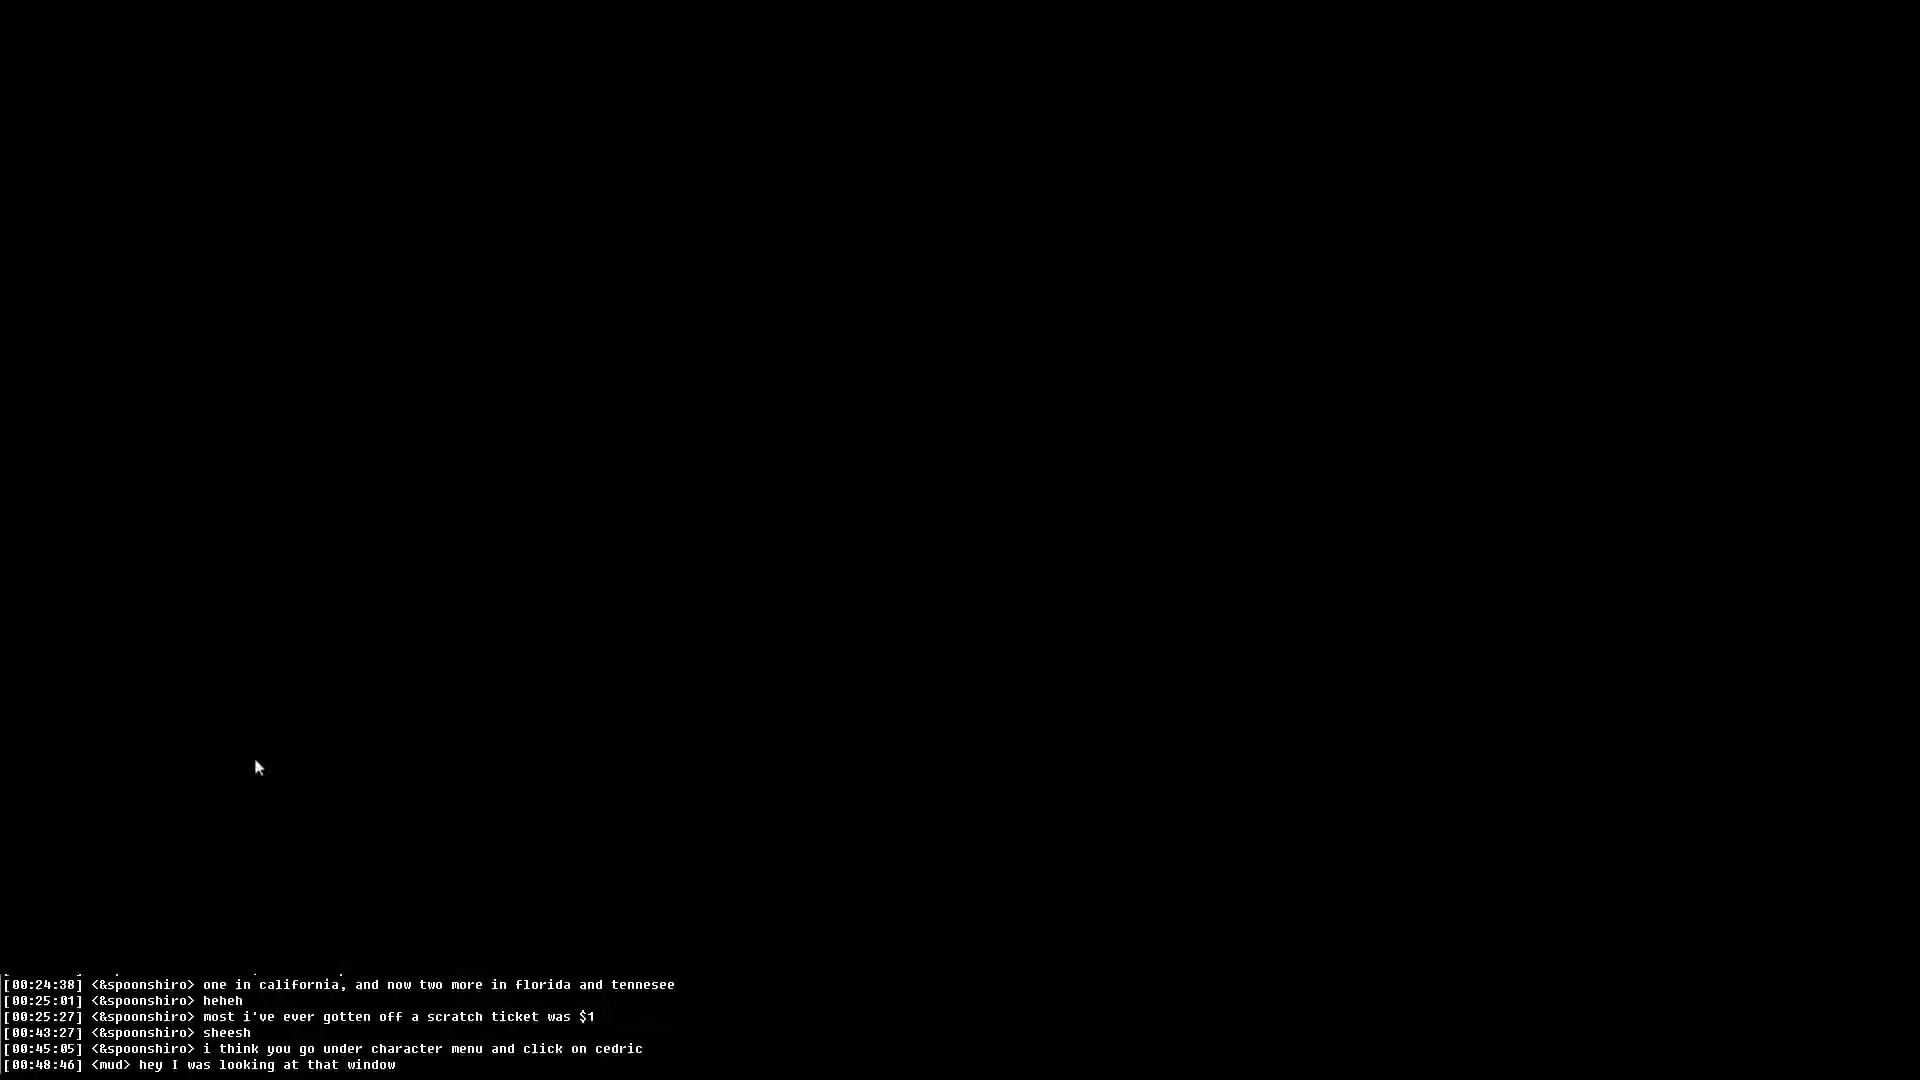 [00:24:38] <&spoonshiro> one in california, and now two more in florida and tennesee
[00:25:01] <&spoonshiro> heheh
[00:25:27] <&spoonshiro> most i've ever gotten off a scratch ticket was $1
[00:43:27] <&spoonshiro> sheesh
[00:45:05] <&spoonshiro> i think you go under character menu and click on cedric
[00:48:46] <mud> hey I was looking at that window